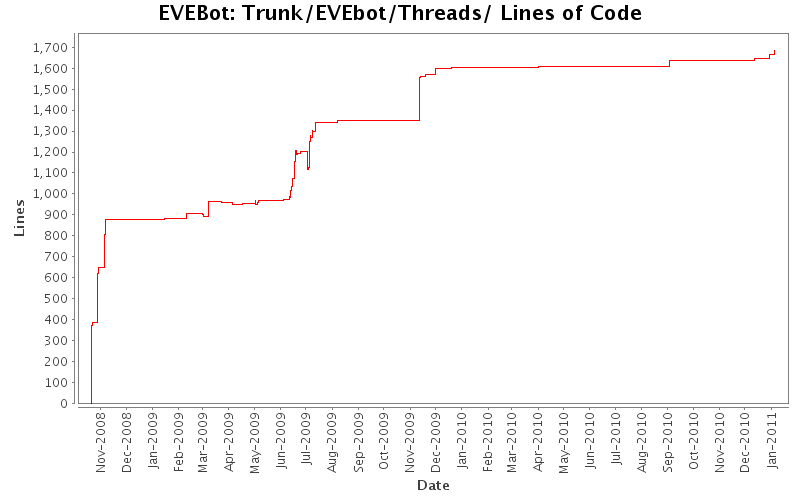 EVEBot: Trunk/EVEbot/Threads/ Lines of Code
1,700
1,600
1,500
1,400
1,300
1,200
1,100
1,000
900
800
700
600
500
400
300
200
100
0
Lines
Nov-2008
Dec-2008
Jan-2009
Feb-2009
Mar-2009
Apr-2009
May-2009
Jun-2009
Jul-2009
Aug-2009
Sep-2009
Oct-2009
Nov-2009
Dec-2009
Jan-2010
Feb-2010
Mar-2010
Apr-2010
May-2010
Jun-2010
Jul-2010
Aug-2010
Sep-2010
Oct-2010
Nov-2010
Dec-2010
Jan-2011
Date